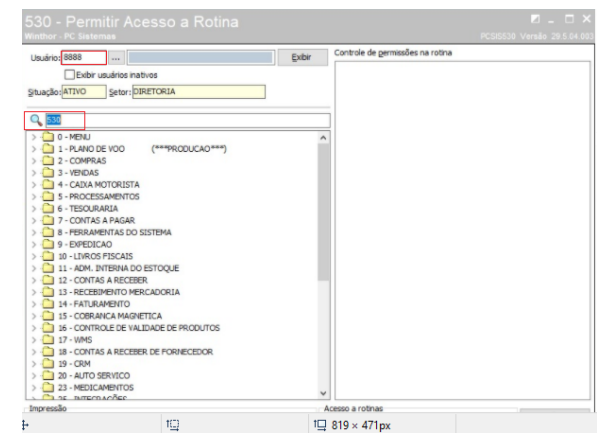 530 - Permitir Acesso a Rotina
Winthor - PC Sistemas
PCSIS530 Versão 29.5.04.003
Usuário: 8888 ... Exibir
Exibir usuários inativos
Situação: ATIVO Setor: DIRETORIA
Controle de permissões na rotina
530
0 - MENU
1 - PLANO DE VOO (***PRODUCAO***)
2 - COMPRAS
3 - VENDAS
4 - CAIXA MOTORISTA
5 - PROCESSAMENTOS
6 - TESOURARIA
7 - CONTAS A PAGAR
8 - FERRAMENTAS DO SISTEMA
9 - EXPEDICAO
10 - LIVROS FISCAIS
11 - ADM. INTERNA DO ESTOQUE
12 - CONTAS A RECEBER
13 - RECEBIMENTO MERCADORIA
14 - FATURAMENTO
15 - COBRANCA MAGNETICA
16 - CONTROLE DE VALIDADE DE PRODUTOS
17 - WMS
18 - CONTAS A RECEBER DE FORNECEDOR
19 - CRM
20 - AUTO SERVICO
23 - MEDICAMENTOS
25 - INTEGRAÇÕES
Impressão
Acesso a rotinas
819 × 471px